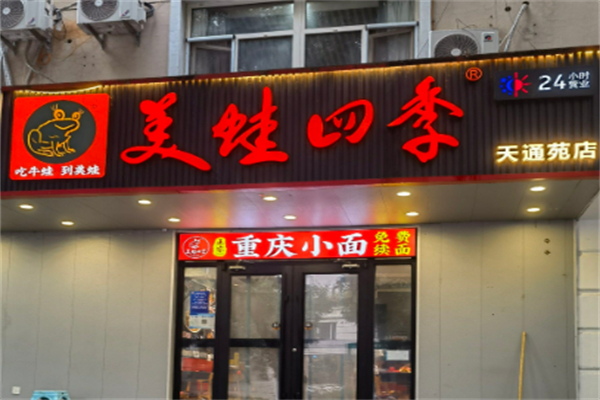 美蛙四季®
24小时营业
吃牛蛙 到美蛙
天通苑店
重庆小面
免费续面